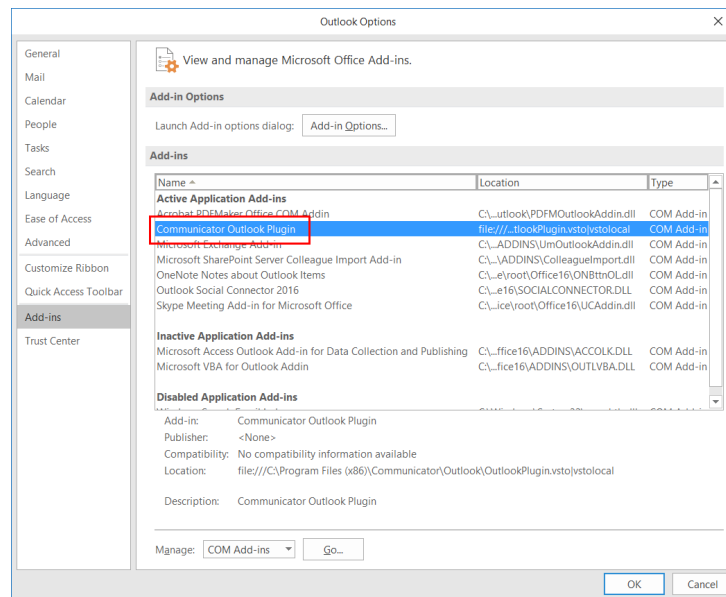 Outlook Options
General
Mail
Calendar
People
Tasks
Search
Language
Ease of Access
Advanced
Customize Ribbon
Quick Access Toolbar
Add-ins
Trust Center
View and manage Microsoft Office Add-ins.
Add-in Options
Launch Add-in options dialog: Add-in Options...
Add-ins
Name Location Type
Active Application Add-ins
Acrobat PDFMaker Office COM Addin C:\...utlook\PDFMOutlookAddin.dll COM Add-in
Communicator Outlook Plugin file:///...tlookPlugin.vsto|vstolocal COM Add-in
Microsoft Exchange Add-in C:\...ADDINS\UmOutlookAddin.dll COM Add-in
Microsoft SharePoint Server Colleague Import Add-in C:\...\ADDINS\ColleagueImport.dll COM Add-in
OneNote Notes about Outlook Items C:\...e\root\Office16\ONBttnOL.dll COM Add-in
Outlook Social Connector 2016 C:\...e16\SOCIALCONNECTOR.DLL COM Add-in
Skype Meeting Add-in for Microsoft Office C:\...ice\root\Office16\UCAddin.dll COM Add-in
Inactive Application Add-ins
Microsoft Access Outlook Add-in for Data Collection and Publishing C:\...ffice16\ADDINS\ACCOLK.DLL COM Add-in
Microsoft VBA for Outlook Addin C:\...fice16\ADDINS\OUTLVBA.DLL COM Add-in
Disabled Application Add-ins
Add-in: Communicator Outlook Plugin
Publisher: <None>
Compatibility: No compatibility information available
Location: file:///C:\Program Files (x86)\Communicator\Outlook\OutlookPlugin.vsto|vstolocal
Description: Communicator Outlook Plugin
Manage: COM Add-ins Go...
OK Cancel